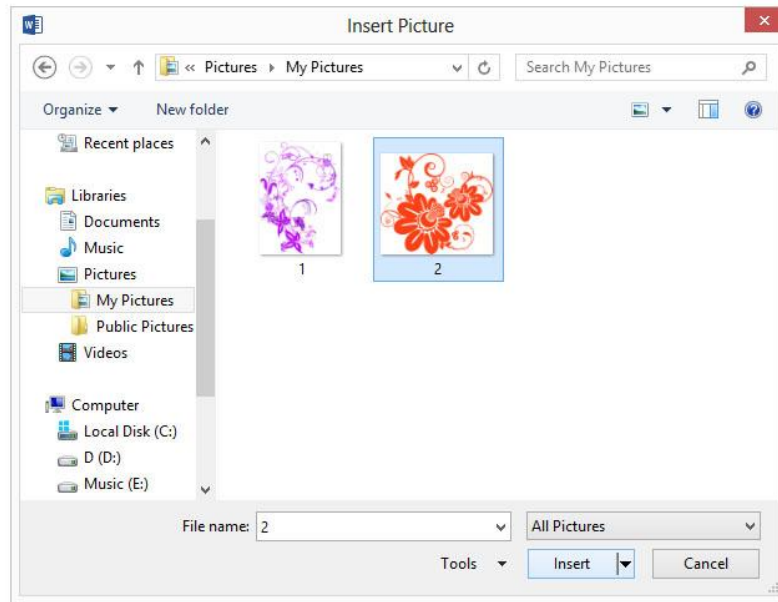 Insert Picture
« Pictures My Pictures
Search My Pictures
Organize
New folder
Recent places
Libraries
Documents
Music
Pictures
My Pictures
Public Pictures
Videos
Computer
Local Disk (C:)
D (D:)
Music (E:)
1
2
File name: 2
All Pictures
Tools
Insert
Cancel